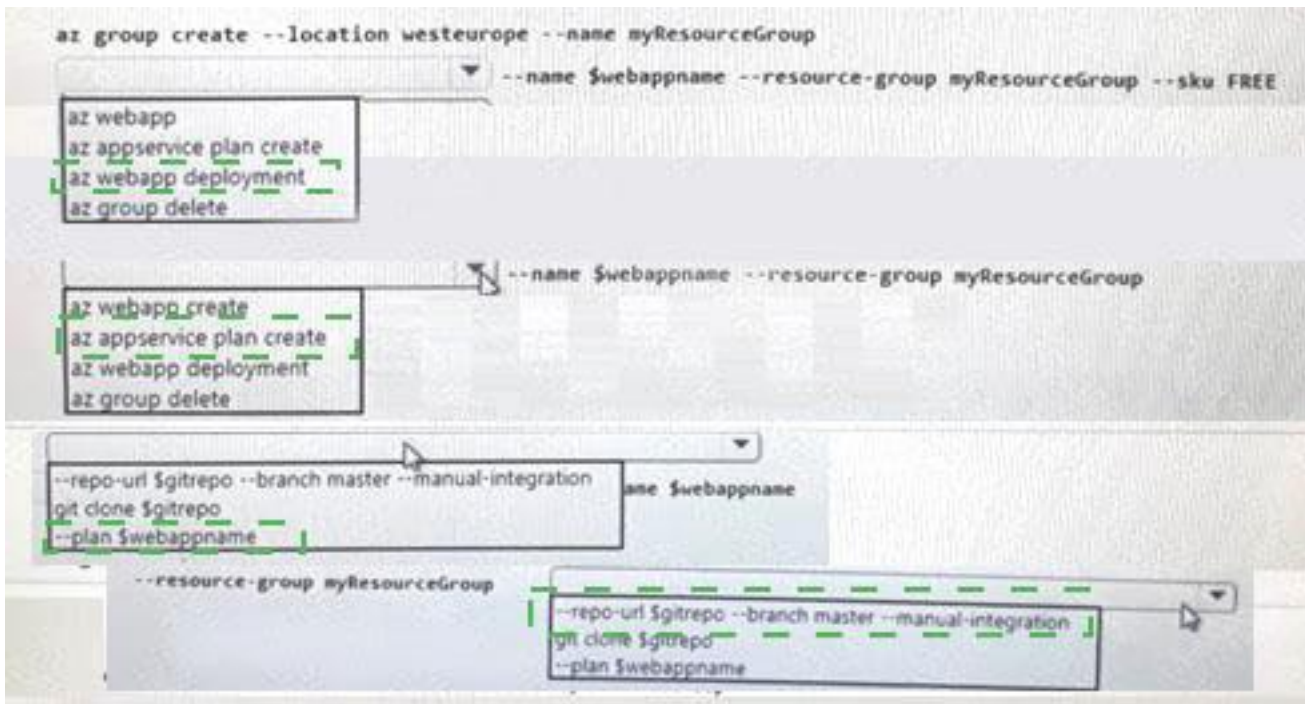 az group create --location westeurope --name myResourceGroup
--name $webappname --resource-group myResourceGroup --sku FREE
az webapp
az appservice plan create
az webapp deployment
az group delete
--name $webappname --resource-group myResourceGroup
az webapp create
az appservice plan create
az webapp deployment
az group delete
--repo-url $gitrepo --branch master --manual-integration
ame $webappname
git clone $gitrepo
--plan $webappname
--resource-group myResourceGroup
--repo-url $gitrepo --branch master --manual-integration
git clone $gitrepo
--plan $webappname